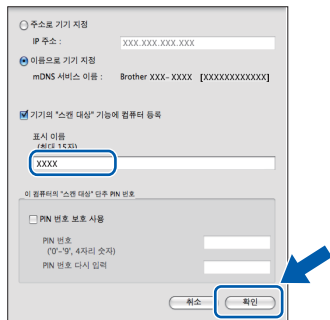 주소로 기기 지정
IP 주소 : XXX.XXX.XXX.XXX
이름으로 기기 지정
mDNS 서비스 이름 : Brother XXX-XXXX [XXXXXXXXXXXX]
기기의 "스캔 대상" 기능에 컴퓨터 등록
표시 이름
(최대 15자)
XXXX
이 컴퓨터의 "스캔 대상" 단추 PIN 번호
PIN 번호 보호 사용
PIN 번호
('0'-'9', 4자리 숫자)
PIN 번호 다시 입력
취소 확인